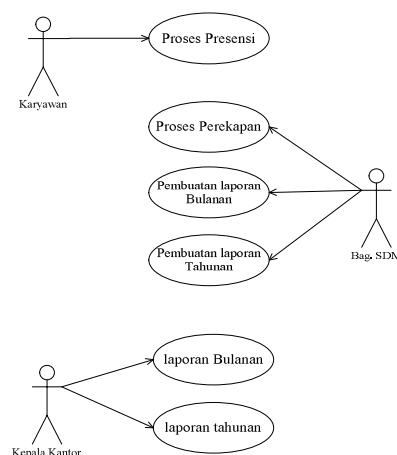 Proses Presensi
Karyawan
Proses Perekapan
Pembuatan laporan
Bulanan
Pembuatan laporan
Tahunan
Bag. SDM
laporan Bulanan
laporan tahunan
Kepala Kantor